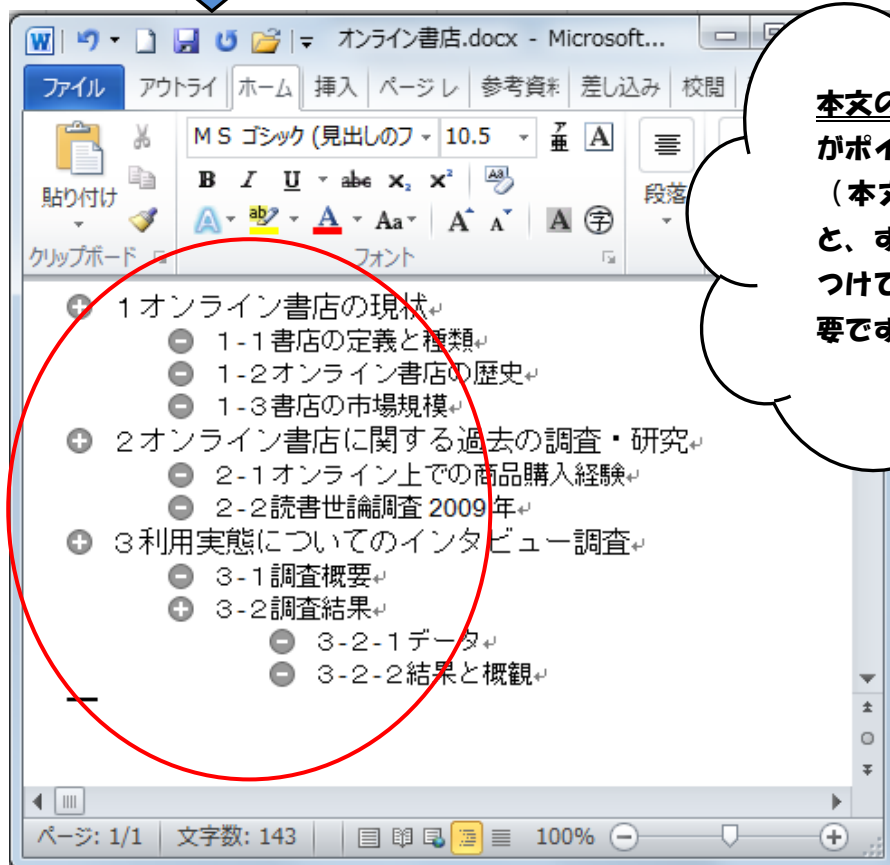 オンライン書店.docx - Microsoft...
ファイル アウトライ ホーム 挿入 ページ レ 参考資料 差し込み 校閲
ＭＳ ゴシック (見出しのフ 10.5 ア亜 A
B I U abc x₂ x² Aa
貼り付け
A ab A Aa A A A 字
段落
クリップボード フォント
１オンライン書店の現状
１-１書店の定義と種類
１-２オンライン書店の歴史
１-３書店の市場規模
２オンライン書店に関する過去の調査・研究
２-１オンライン上での商品購入経験
２-２読書世論調査 2009 年
３利用実態についてのインタビュー調査
３-１調査概要
３-２調査結果
３-２-１データ
３-２-２結果と概観
ページ: 1/1 文字数: 143 100%
本文の
がポイ
（本文
と、す
つけて
要です